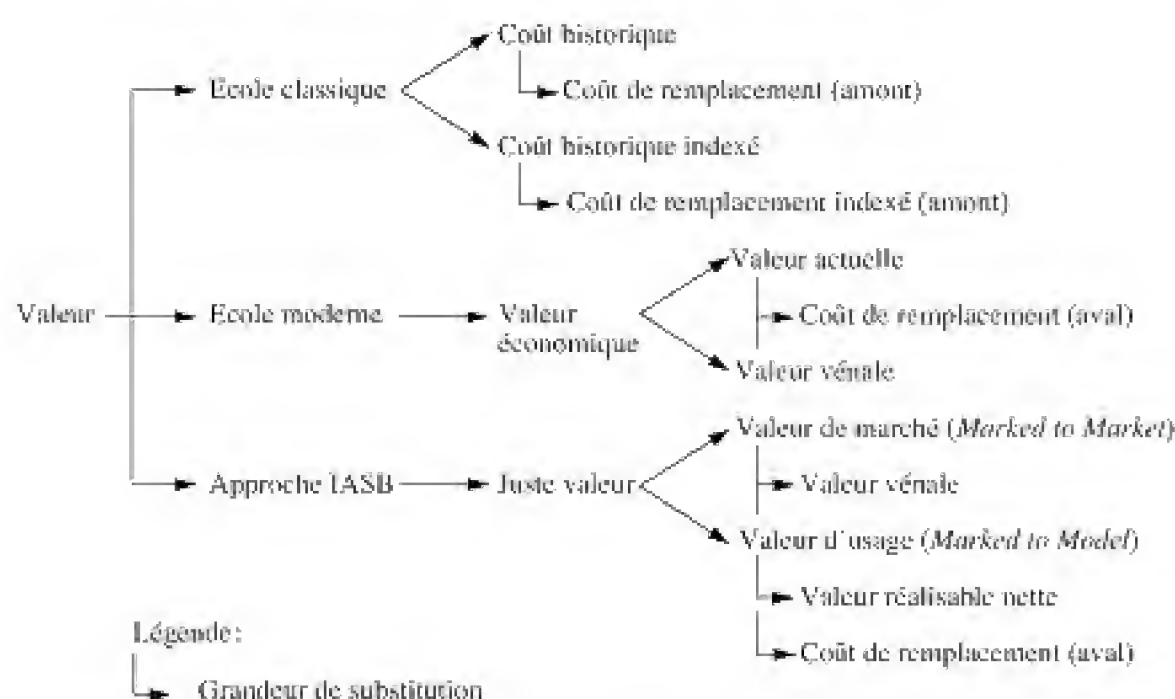 Coût historique
Ecole classique
Coût de remplacement (amont)
Coût historique indexé
Coût de remplacement indexé (amont)
Valeur actuelle
Valeur
Ecole moderne
Valeur
économique
Coût de remplacement (aval)
Valeur vénale
Valeur de marché (Marked to Market)
Approche IASB
Juste valeur
Valeur vénale
Valeur d'usage (Marked to Model)
Valeur réalisable nette
Légende:
Coût de remplacement (aval)
Grandeur de substitution